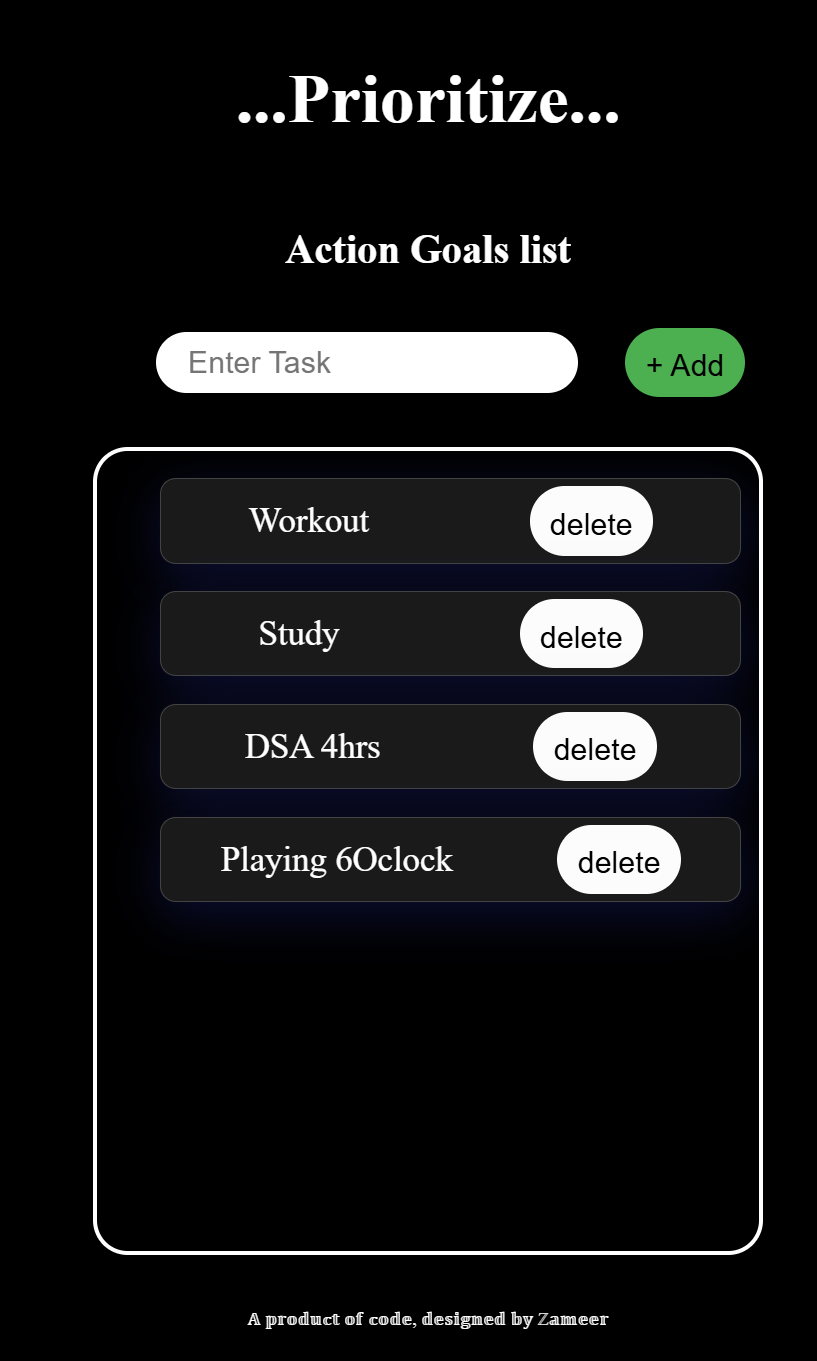 ...Prioritize...
Action Goals list
Enter Task
+ Add
Workout
delete
Study
delete
DSA 4hrs
delete
Playing 6Oclock
delete
A product of code, designed by Zameer